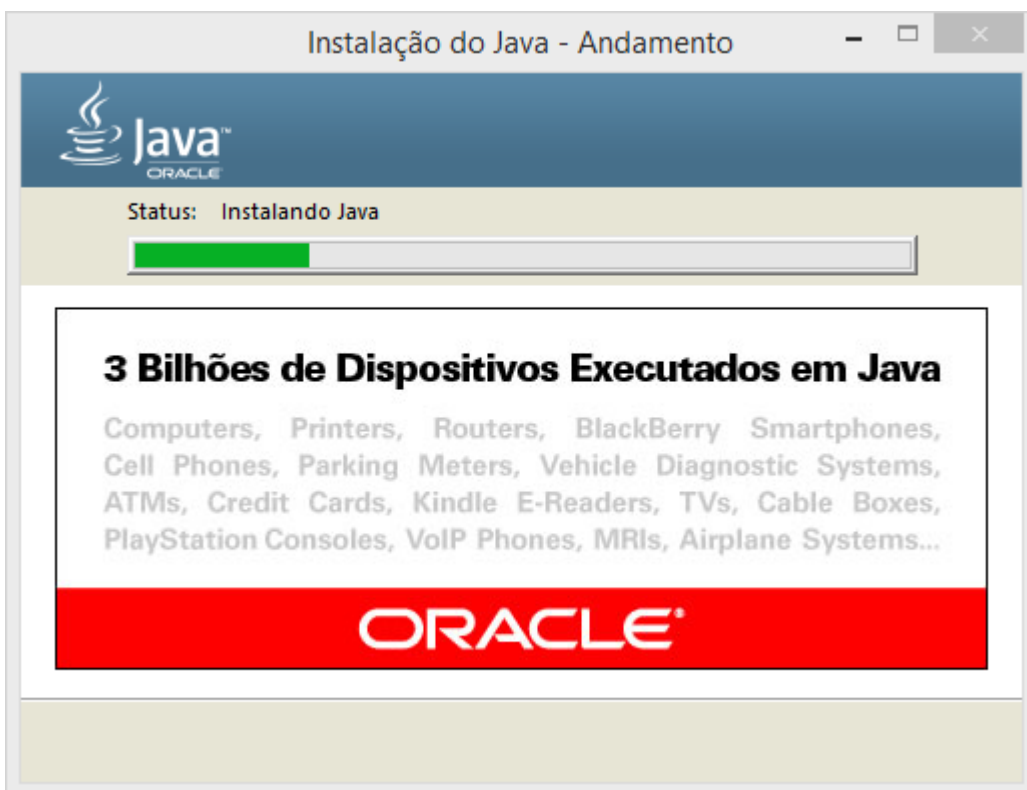 Instalação do Java - Andamento
Java™
ORACLE
Status: Instalando Java
3 Bilhões de Dispositivos Executados em Java
Computers, Printers, Routers, BlackBerry Smartphones,
Cell Phones, Parking Meters, Vehicle Diagnostic Systems,
ATMs, Credit Cards, Kindle E-Readers, TVs, Cable Boxes,
PlayStation Consoles, VoIP Phones, MRIs, Airplane Systems...
ORACLE®